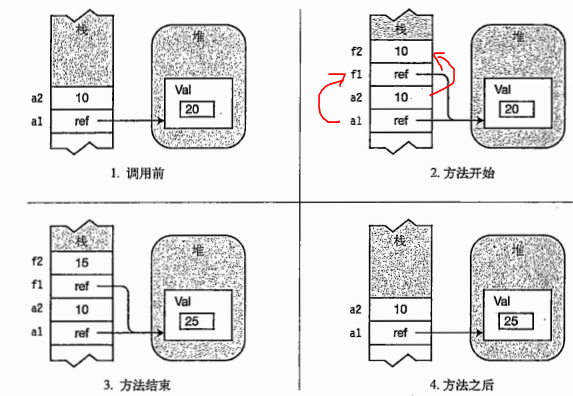 栈
堆
Val
20
a2 10
a1 ref
1. 调用前
栈
堆
f2 10
f1 ref
a2 10
a1 ref
Val
20
2. 方法开始
栈
堆
f2 15
f1 ref
a2 10
a1 ref
Val
25
3. 方法结束
栈
堆
a2 10
a1 ref
Val
25
4. 方法之后